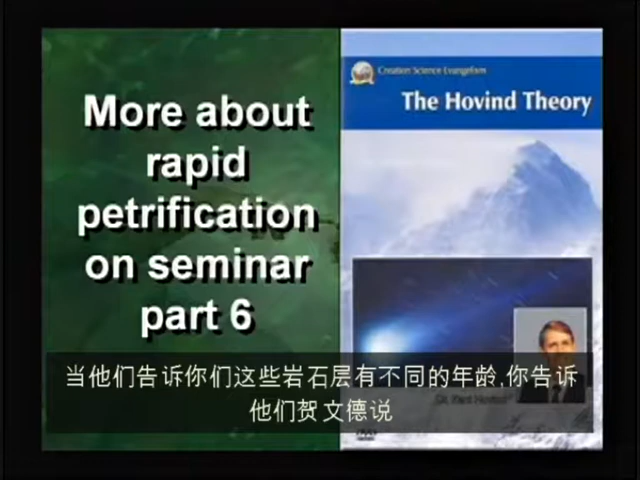 More about
rapid
petrification
on seminar
part 6
Creation Science Evangelism
The Hovind Theory
当他们告诉你们这些岩石层有不同的年龄,你告诉
他们贺文德说